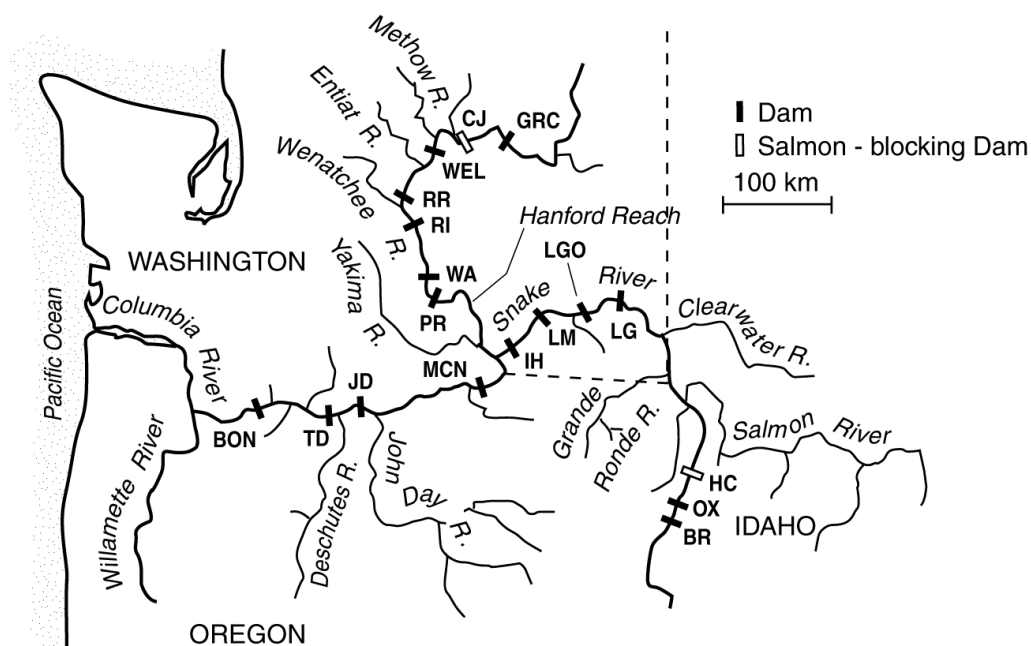 Methow R.
Entiat R.
CJ
GRC
Dam
Salmon - blocking Dam
100 km
WEL
Wenatchee
R.
RR
RI
Hanford Reach
LGO
WASHINGTON
Yakima
R.
WA
PR
Snake
River
LM
LG
IH
Clearwater R.
Pacific Ocean
Columbia
River
MCN
JD
BON
TD
Grande
Ronde R.
Salmon River
Willamette River
Deschutes R.
John
Day
R.
HC
OX
BR
IDAHO
OREGON